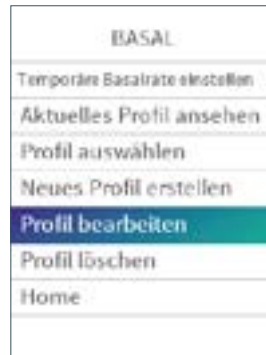 BASAL
Temporäre Basalrate einstellen
Aktuelles Profil ansehen
Profil auswählen
Neues Profil erstellen
Profil bearbeiten
Profil löschen
Home